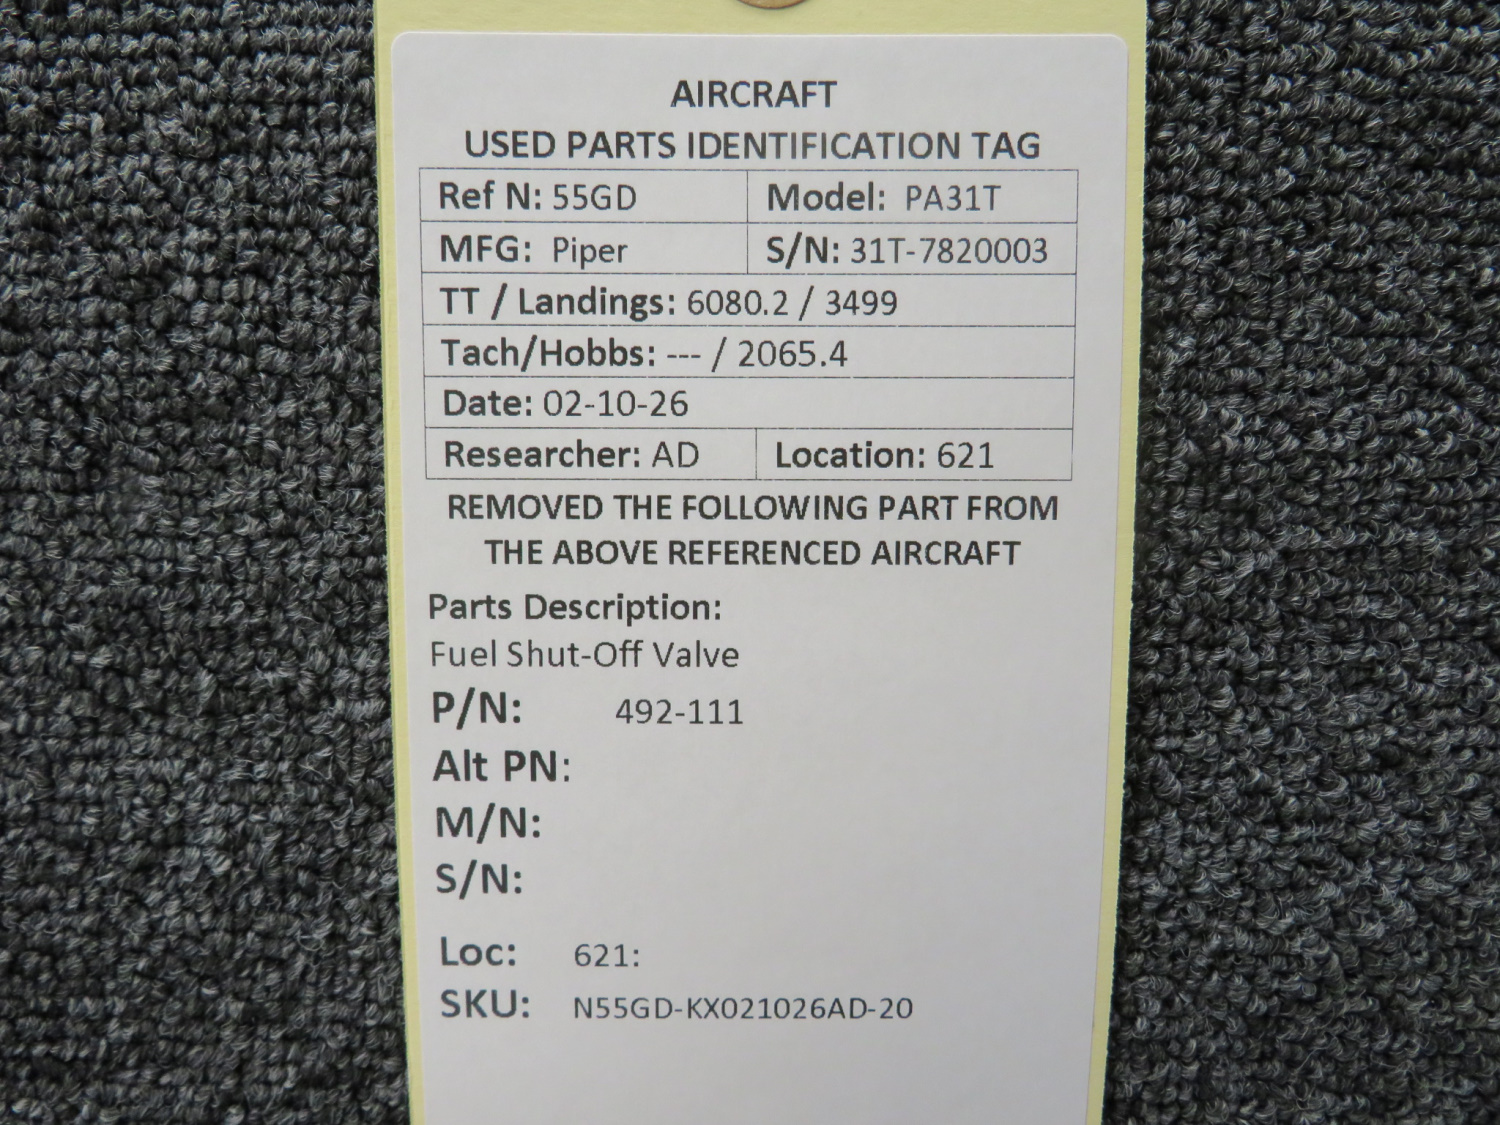 AIRCRAFT
USED PARTS IDENTIFICATION TAG
Ref N: 55GD Model: PA31T
MFG: Piper S/N: 31T-7820003
TT / Landings: 6080.2 / 3499
Tach/Hobbs: --- / 2065.4
Date: 02-10-26
Researcher: AD Location: 621
REMOVED THE FOLLOWING PART FROM
THE ABOVE REFERENCED AIRCRAFT
Parts Description:
Fuel Shut-Off Valve
P/N: 492-111
Alt PN:
M/N:
S/N:
Loc: 621:
SKU: N55GD-KX021026AD-20